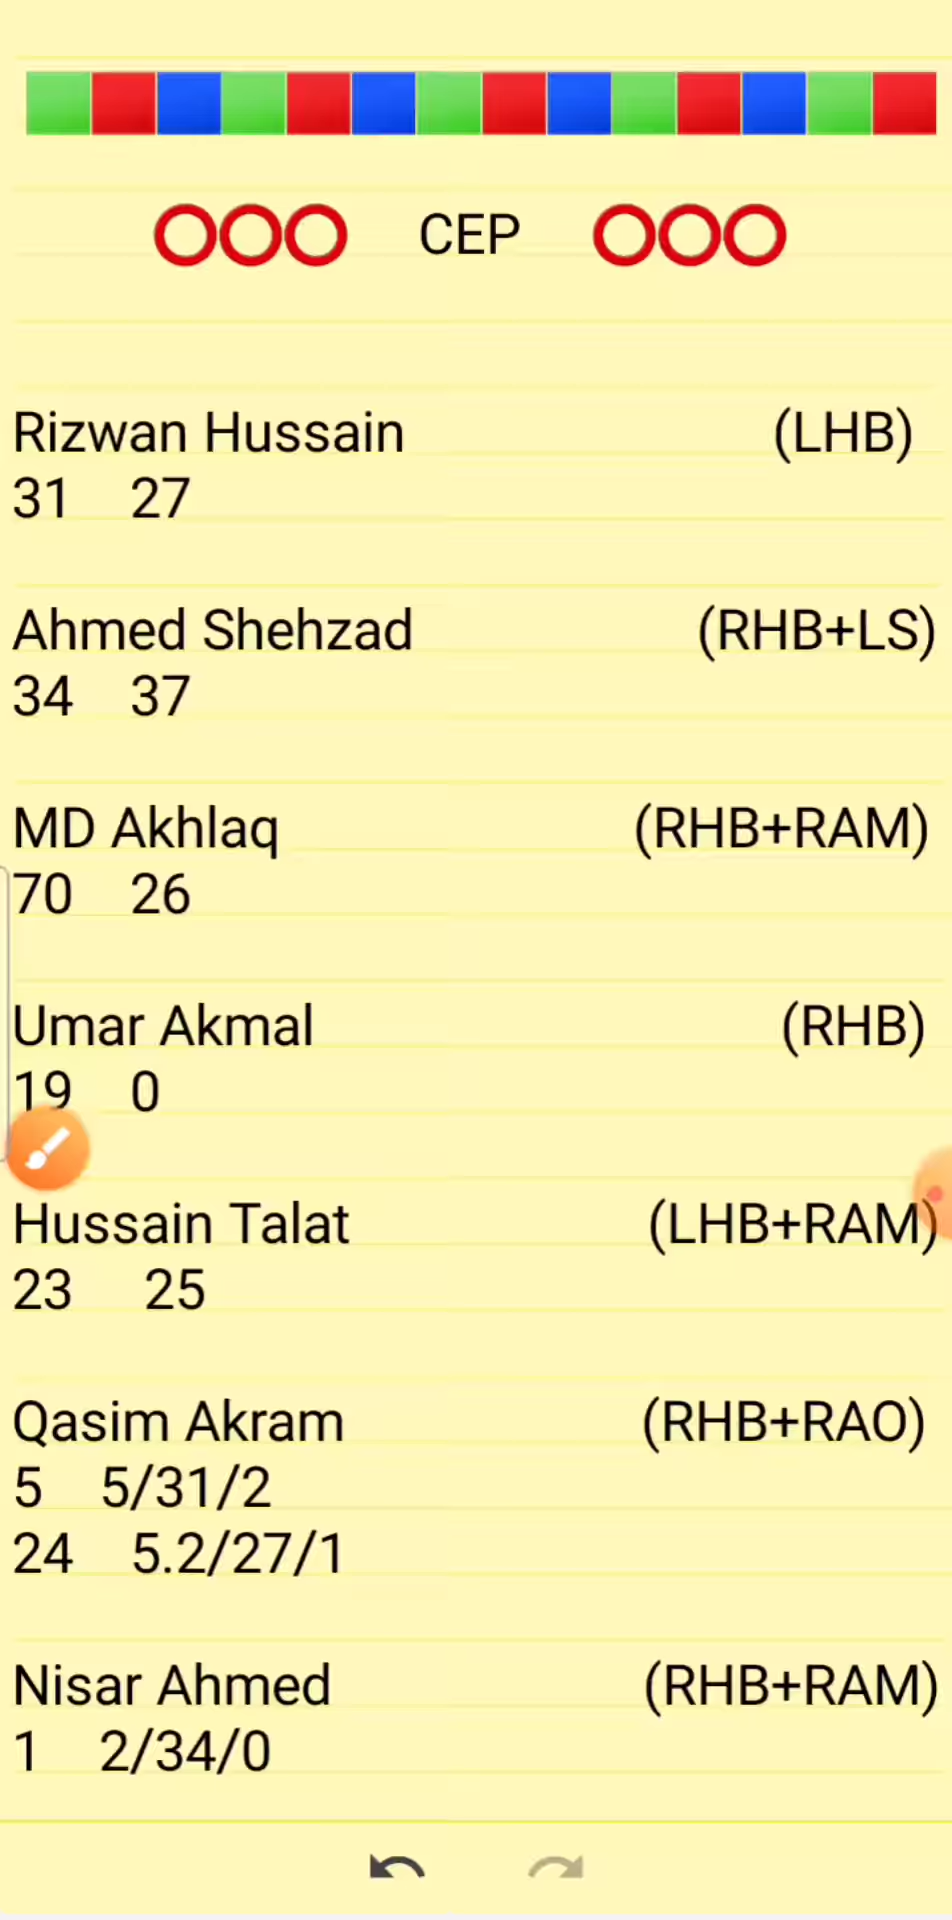 CEP
Rizwan Hussain (LHB)
31 27
Ahmed Shehzad (RHB+LS)
34 37
MD Akhlaq (RHB+RAM)
70 26
Umar Akmal (RHB)
19 0
Hussain Talat (LHB+RAM)
23 25
Qasim Akram (RHB+RAO)
5 5/31/2
24 5.2/27/1
Nisar Ahmed (RHB+RAM)
1 2/34/0